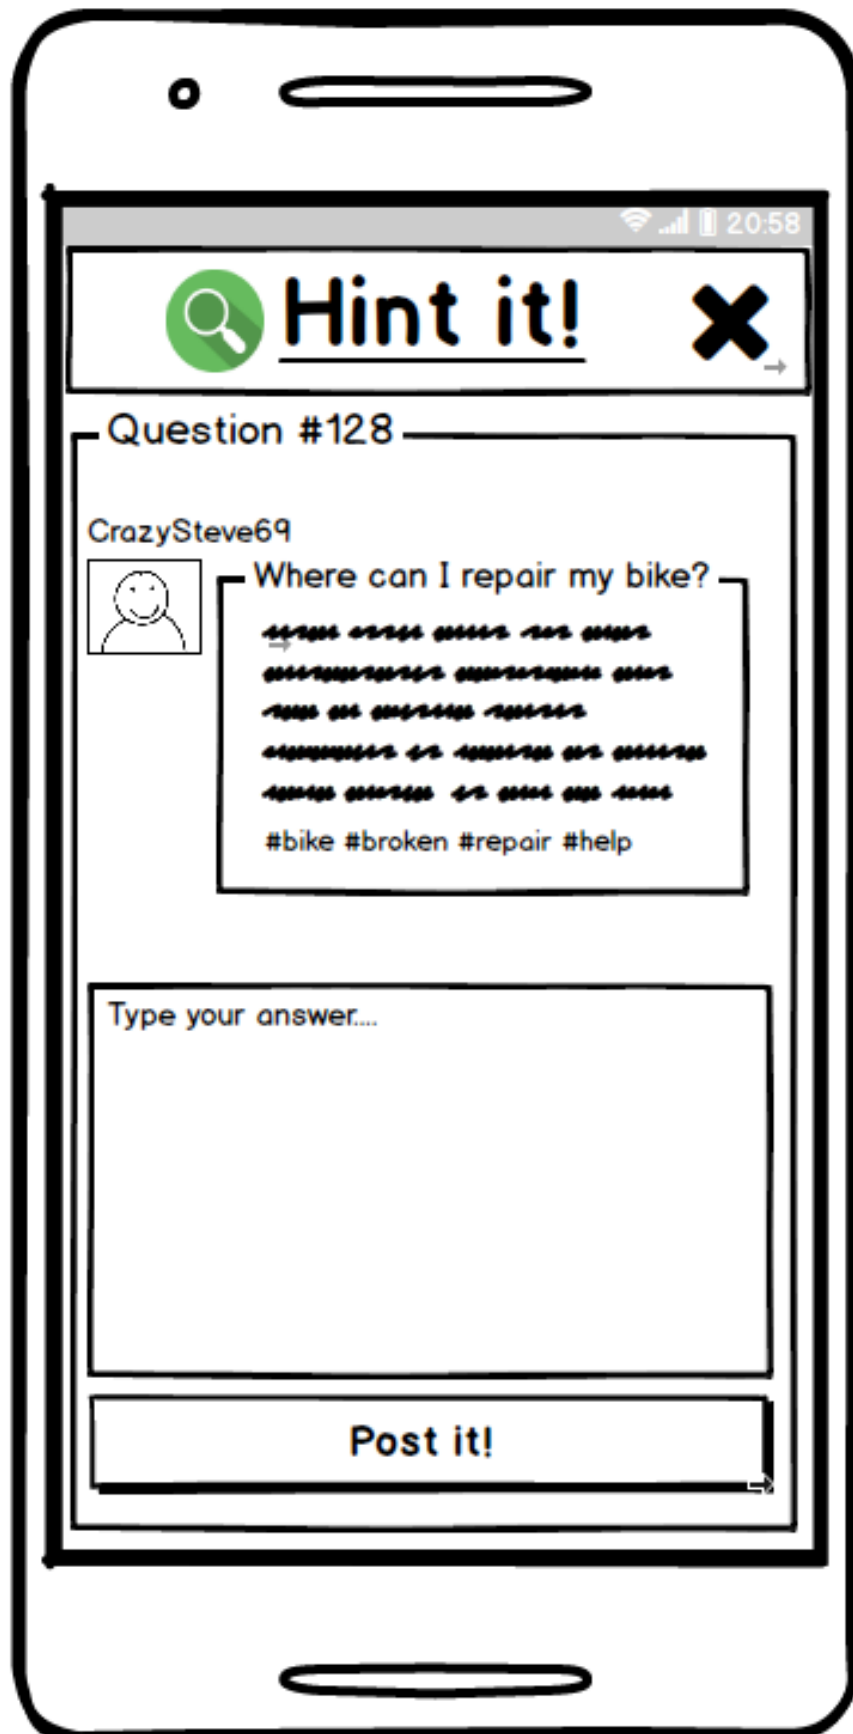 20:58
Hint it!
Question #128
CrazySteve69
Where can I repair my bike?
#bike #broken #repair #help
Type your answer....
Post it!